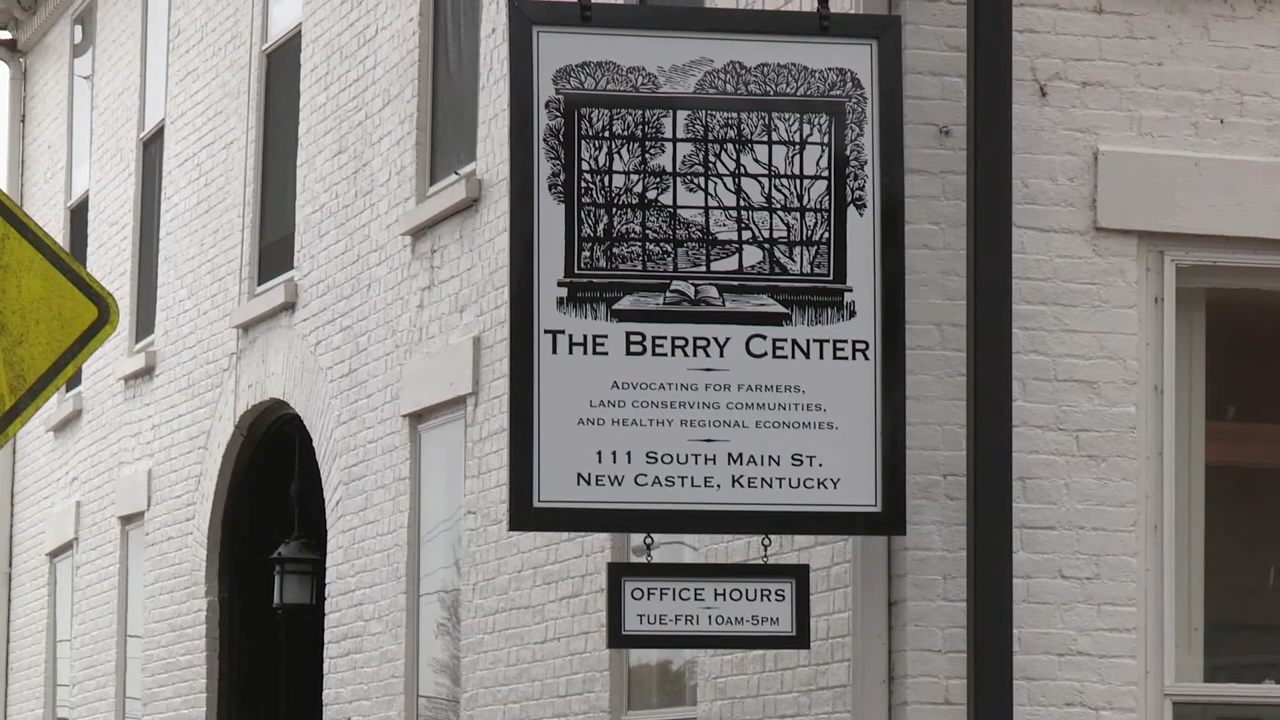 THE BERRY CENTER
ADVOCATING FOR FARMERS,
LAND CONSERVING COMMUNITIES,
AND HEALTHY REGIONAL ECONOMIES.
111 SOUTH MAIN ST.
NEW CASTLE, KENTUCKY
OFFICE HOURS
TUE-FRI 10AM-5PM